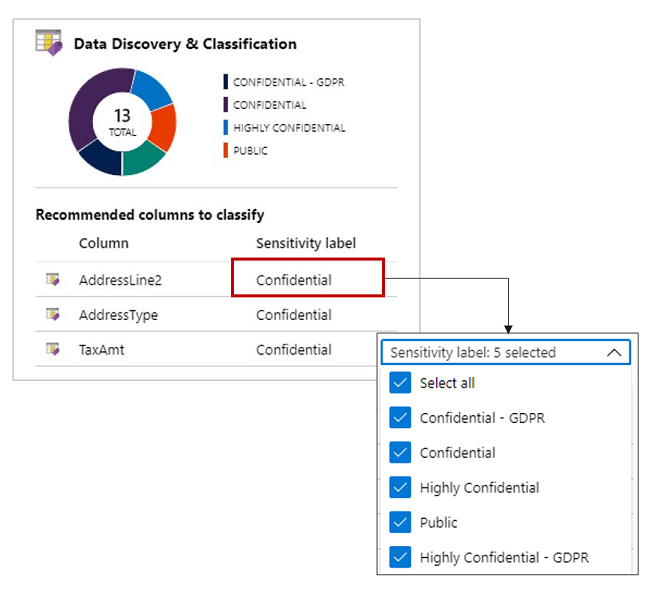 Data Discovery & Classification
13
TOTAL
CONFIDENTIAL - GDPR
CONFIDENTIAL
HIGHLY CONFIDENTIAL
PUBLIC
Recommended columns to classify
Column Sensitivity label
AddressLine2 Confidential
AddressType Confidential
TaxAmt Confidential
Sensitivity label: 5 selected
Select all
Confidential - GDPR
Confidential
Highly Confidential
Public
Highly Confidential - GDPR